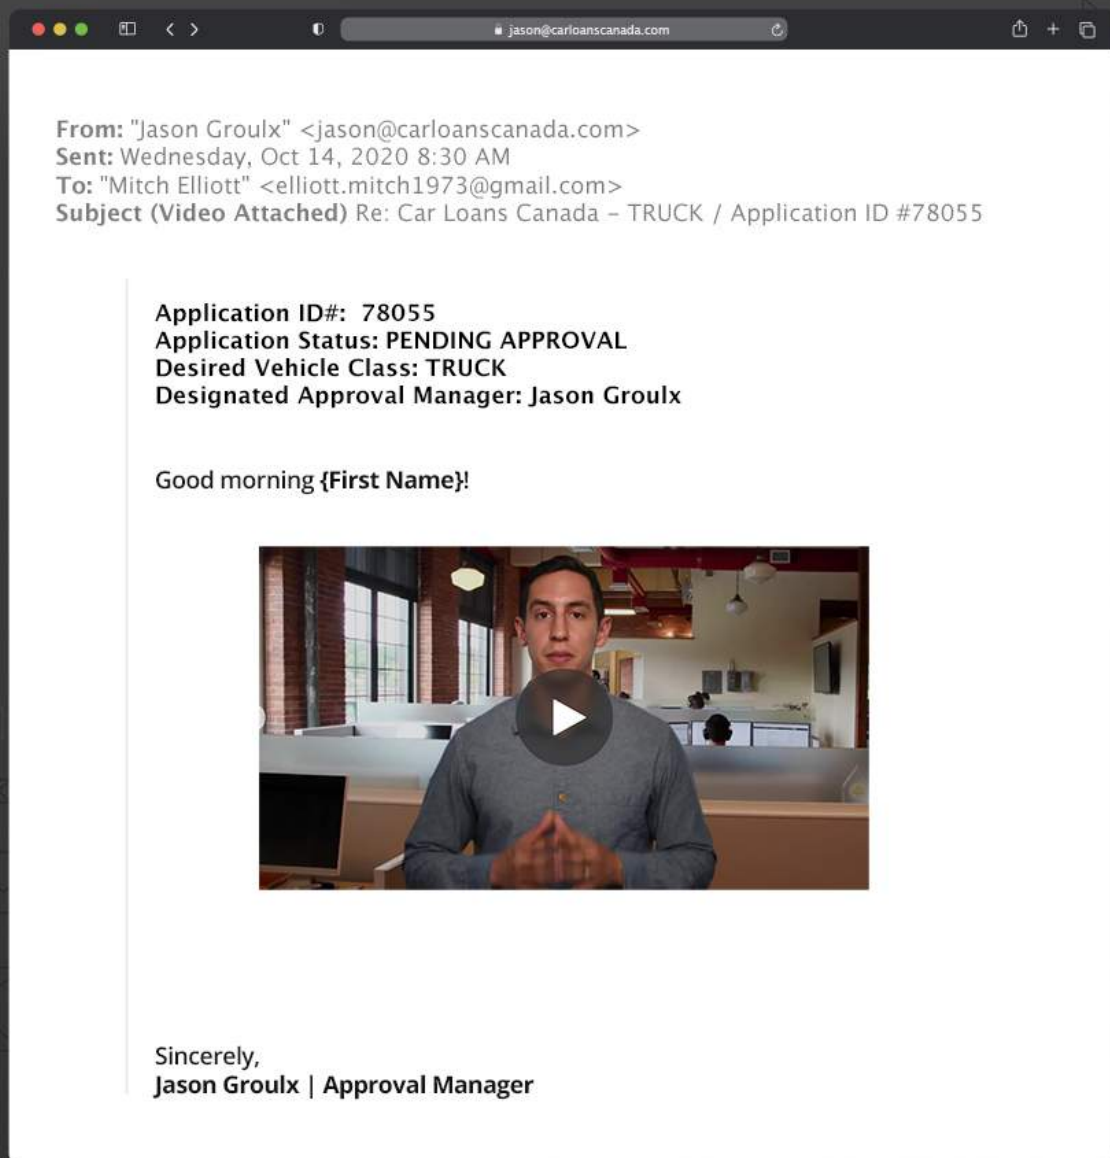 jason@carloanscanada.com
From: "Jason Groulx" <jason@carloanscanada.com>
Sent: Wednesday, Oct 14, 2020 8:30 AM
To: "Mitch Elliott" <elliott.mitch1973@gmail.com>
Subject (Video Attached) Re: Car Loans Canada – TRUCK / Application ID #78055
Application ID#: 78055
Application Status: PENDING APPROVAL
Desired Vehicle Class: TRUCK
Designated Approval Manager: Jason Groulx
Good morning {First Name}!
Sincerely,
Jason Groulx | Approval Manager